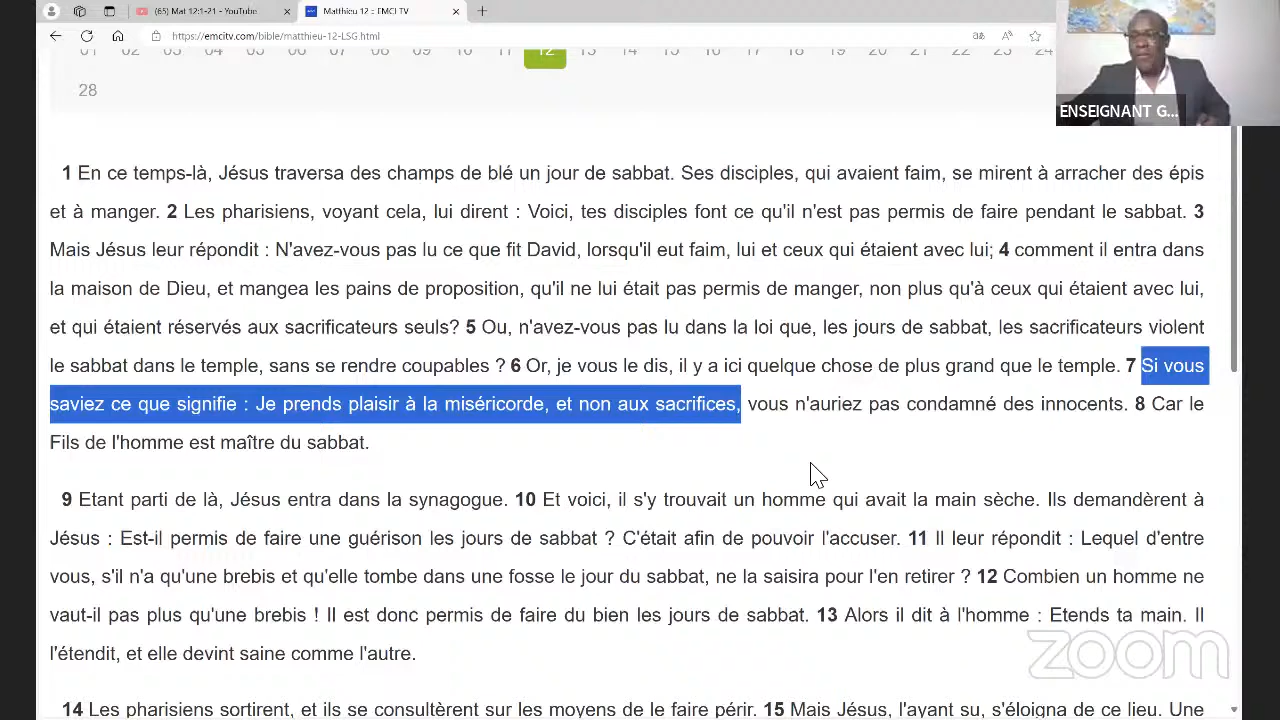 (65) Mat 12:1-21 - YouTube
Matthieu 12 :: EMCI TV
https://emcitv.com/bible/matthieu-12-LSG.html
01 02 03 04 05 06 07 08 09 10 11 12 13 14 15 16 17 18 19 20 21 22 23 24
28
ENSEIGNANT G...
1 En ce temps-là, Jésus traversa des champs de blé un jour de sabbat. Ses disciples, qui avaient faim, se mirent à arracher des épis
et à manger. 2 Les pharisiens, voyant cela, lui dirent : Voici, tes disciples font ce qu'il n'est pas permis de faire pendant le sabbat. 3
Mais Jésus leur répondit : N'avez-vous pas lu ce que fit David, lorsqu'il eut faim, lui et ceux qui étaient avec lui; 4 comment il entra dans
la maison de Dieu, et mangea les pains de proposition, qu'il ne lui était pas permis de manger, non plus qu'à ceux qui étaient avec lui,
et qui étaient réservés aux sacrificateurs seuls? 5 Ou, n'avez-vous pas lu dans la loi que, les jours de sabbat, les sacrificateurs violent
le sabbat dans le temple, sans se rendre coupables ? 6 Or, je vous le dis, il y a ici quelque chose de plus grand que le temple. 7 Si vous
saviez ce que signifie : Je prends plaisir à la miséricorde, et non aux sacrifices, vous n'auriez pas condamné des innocents. 8 Car le
Fils de l'homme est maître du sabbat.
9 Etant parti de là, Jésus entra dans la synagogue. 10 Et voici, il s'y trouvait un homme qui avait la main sèche. Ils demandèrent à
Jésus : Est-il permis de faire une guérison les jours de sabbat ? C'était afin de pouvoir l'accuser. 11 Il leur répondit : Lequel d'entre
vous, s'il n'a qu'une brebis et qu'elle tombe dans une fosse le jour du sabbat, ne la saisira pour l'en retirer ? 12 Combien un homme ne
vaut-il pas plus qu'une brebis ! Il est donc permis de faire du bien les jours de sabbat. 13 Alors il dit à l'homme : Etends ta main. Il
l'étendit, et elle devint saine comme l'autre.
zoom
14 Les pharisiens sortirent, et ils se consultèrent sur les moyens de le faire périr. 15 Mais Jésus, l'ayant su, s'éloigna de ce lieu. Une